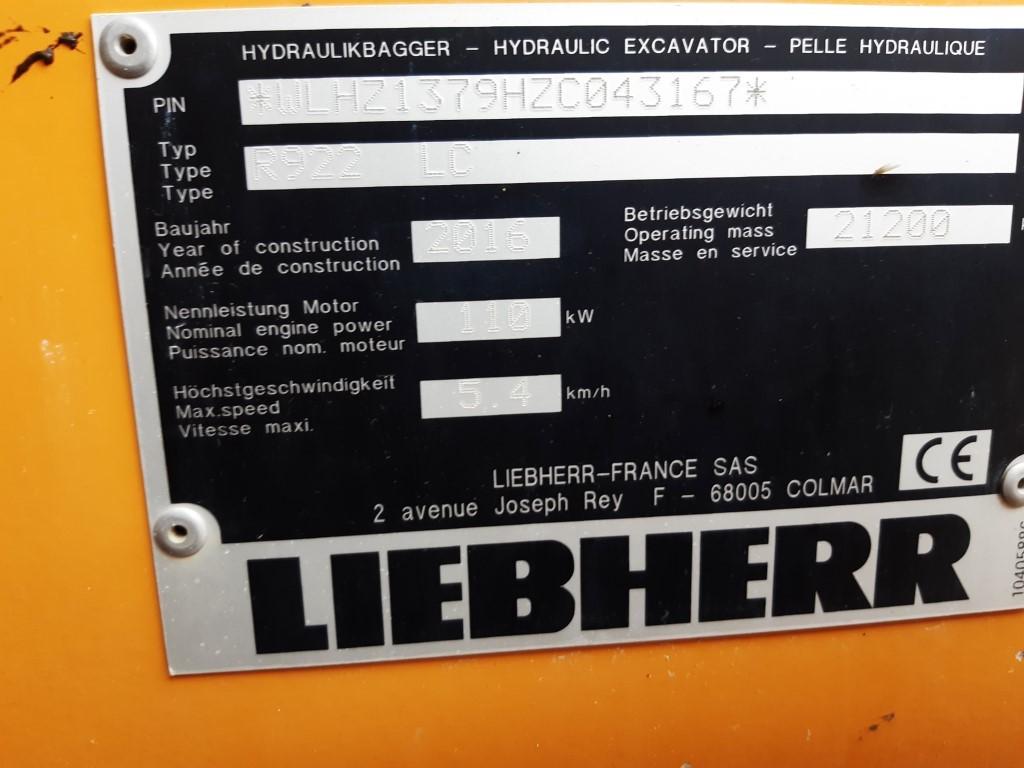 HYDRAULIKBAGGER – HYDRAULIC EXCAVATOR – PELLE HYDRAULIQUE
PIN *WLHZ1379HZC043167*
Typ
Type R922 LC
Type
Baujahr
Year of construction 2016
Année de construction
Betriebsgewicht
Operating mass 21200
Masse en service
Nennleistung Motor
Nominal engine power 110 kW
Puissance nom. moteur
Höchstgeschwindigkeit
Max.speed 5.4 km/h
Vitesse maxi.
CE
LIEBHERR–FRANCE SAS
2 avenue Joseph Rey F – 68005 COLMAR
LIEBHERR